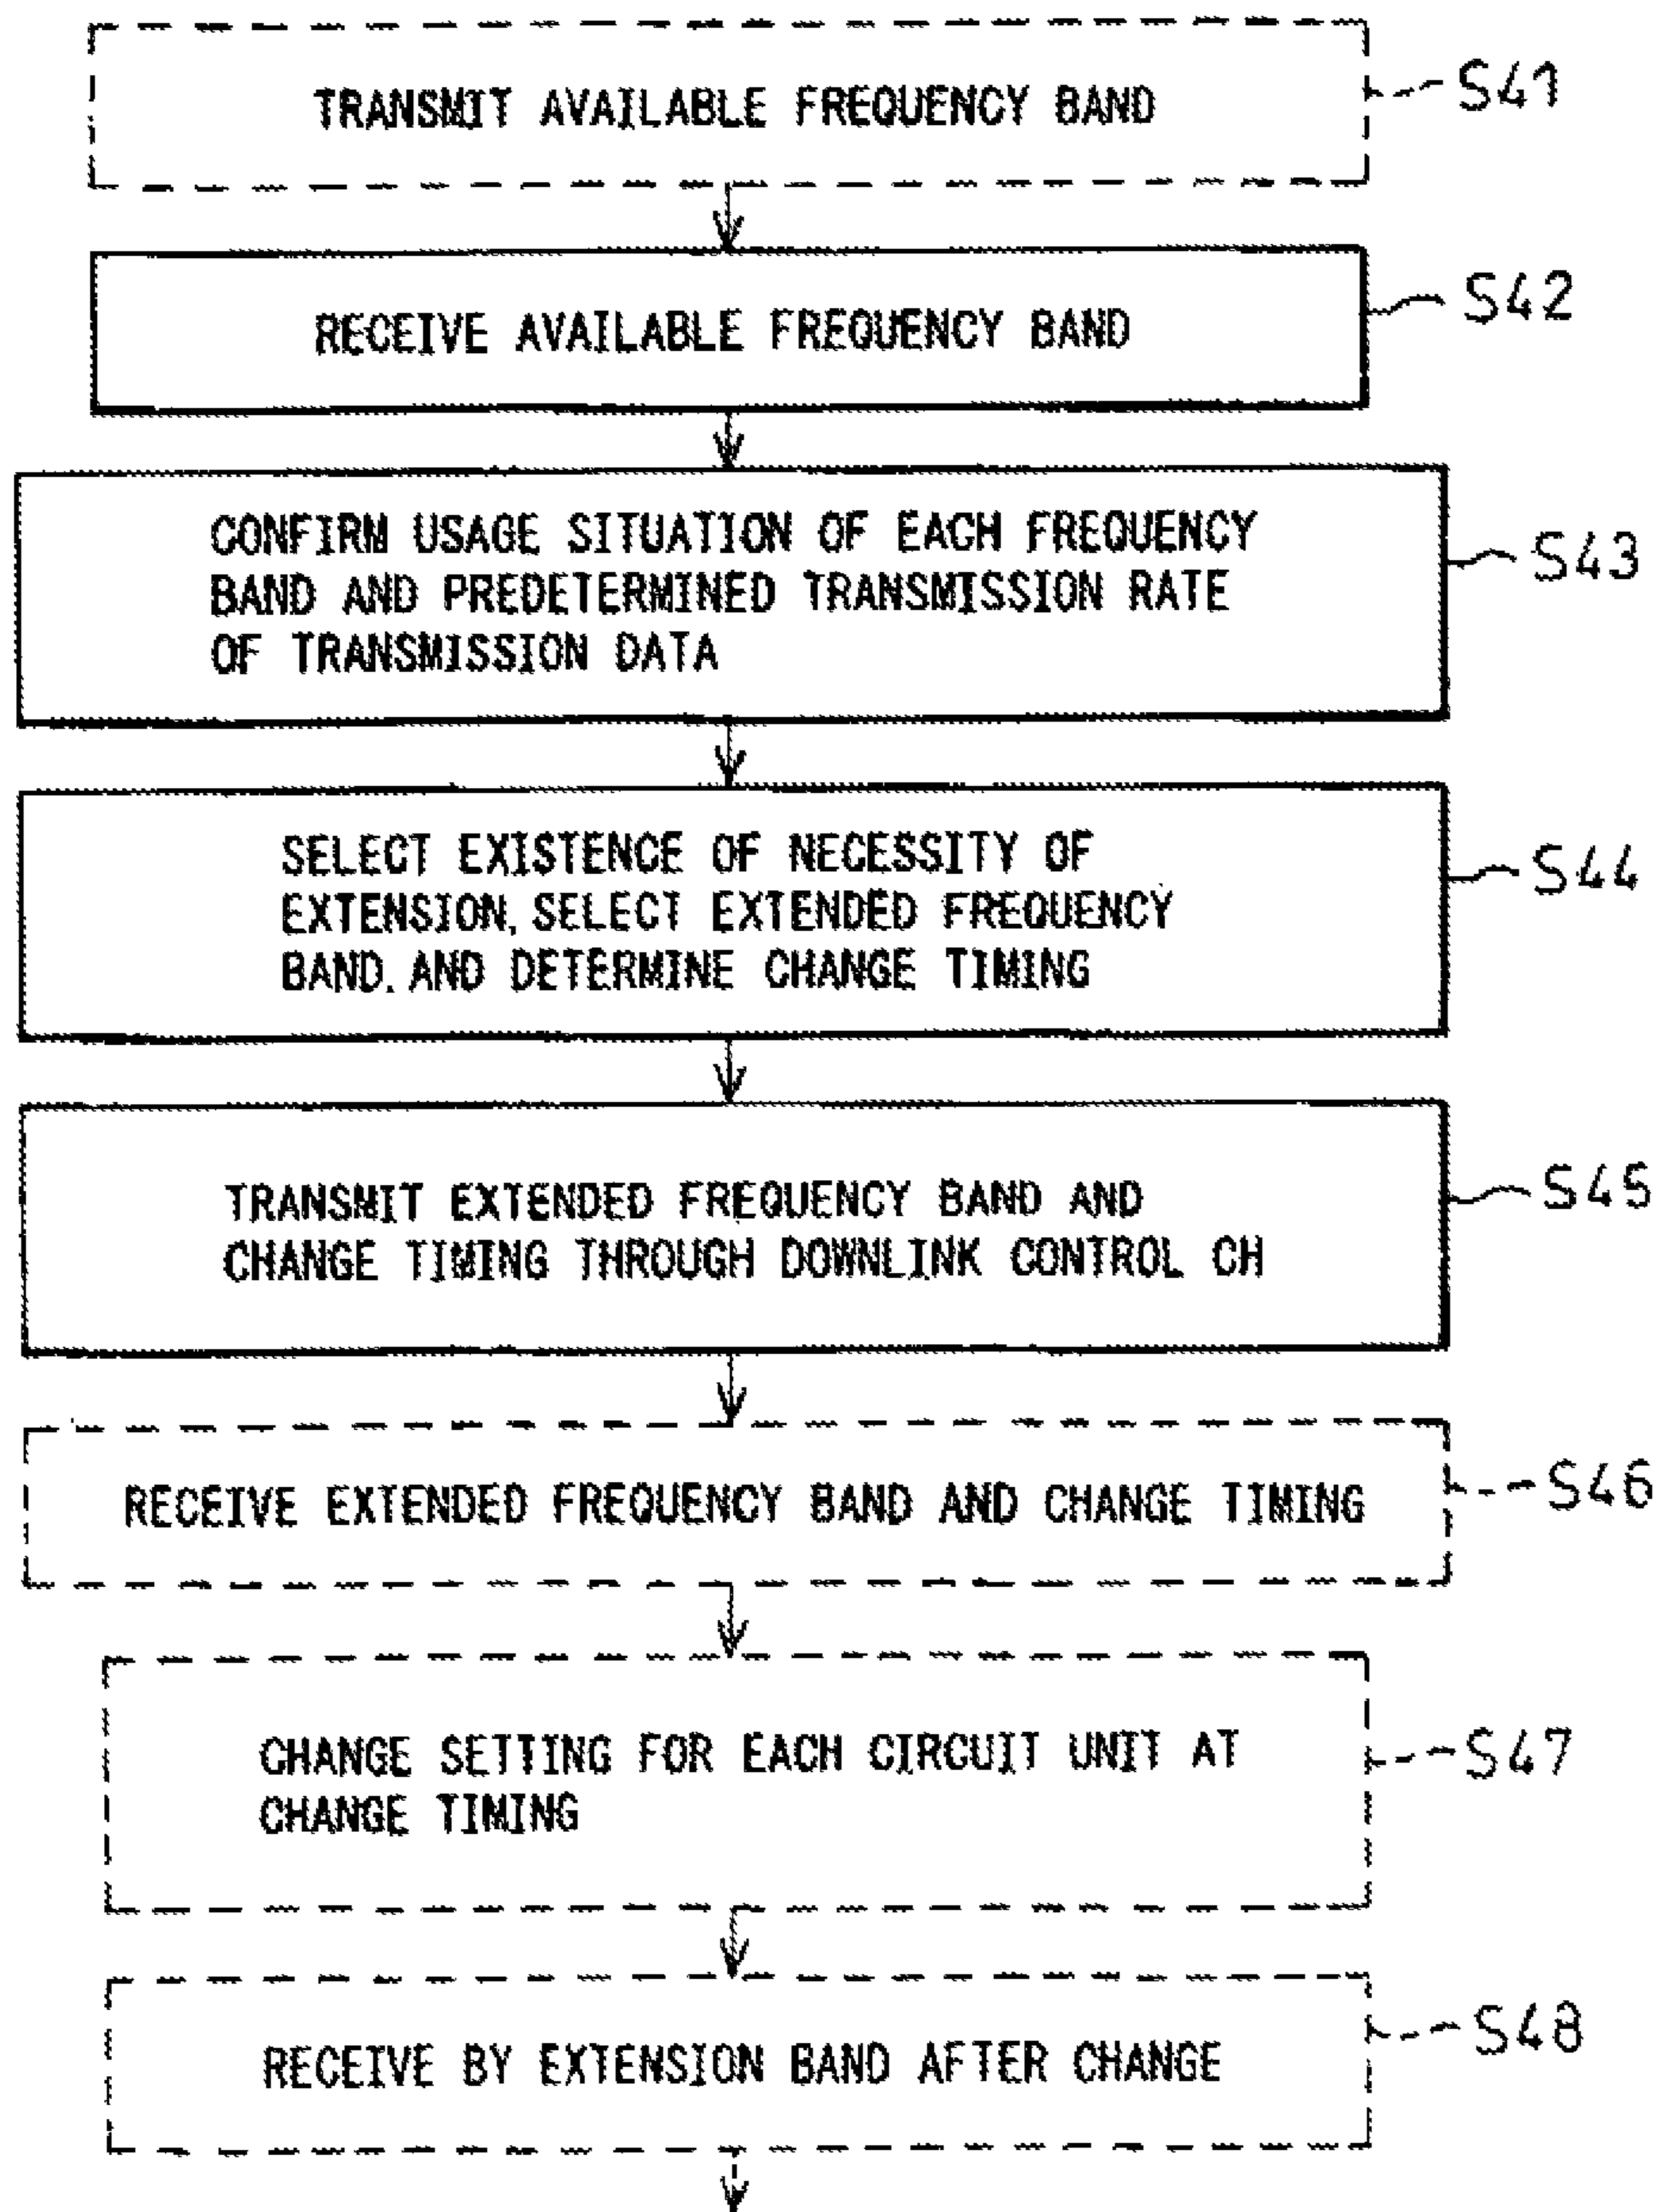 TRANSMIT AVAILABLE FREQUENCY BAND
S41
RECEIVE AVAILABLE FREQUENCY BAND
S42
CONFIRM USAGE SITUATION OF EACH FREQUENCY
BAND AND PREDETERMINED TRANSMISSION RATE
OF TRANSMISSION DATA
S43
SELECT EXISTENCE OF NECESSITY OF
EXTENSION, SELECT EXTENDED FREQUENCY
BAND, AND DETERMINE CHANGE TIMING
S44
TRANSMIT EXTENDED FREQUENCY BAND AND
CHANGE TIMING THROUGH DOWNLINK CONTROL CH
S45
RECEIVE EXTENDED FREQUENCY BAND AND CHANGE TIMING
S46
CHANGE SETTING FOR EACH CIRCUIT UNIT AT
CHANGE TIMING
S47
RECEIVE BY EXTENSION BAND AFTER CHANGE
S48